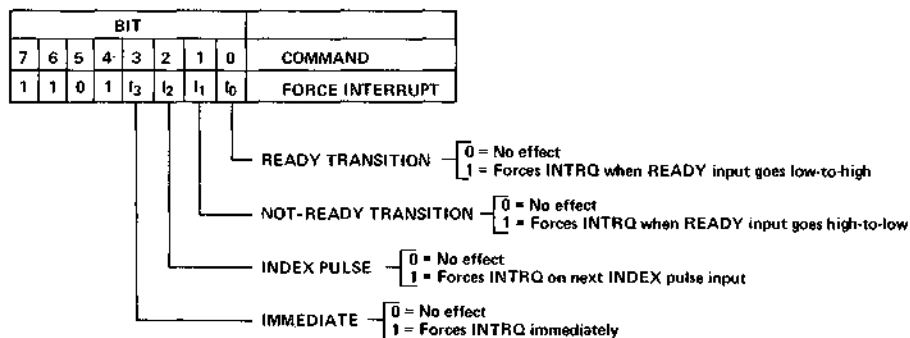 BIT
7 6 5 4 3 2 1 0 COMMAND
1 1 0 1 I3 I2 I1 I0 FORCE INTERRUPT
READY TRANSITION 0 = No effect
1 = Forces INTRQ when READY input goes low-to-high
NOT-READY TRANSITION 0 = No effect
1 = Forces INTRQ when READY input goes high-to-low
INDEX PULSE 0 = No effect
1 = Forces INTRQ on next INDEX pulse input
IMMEDIATE 0 = No effect
1 = Forces INTRQ immediately